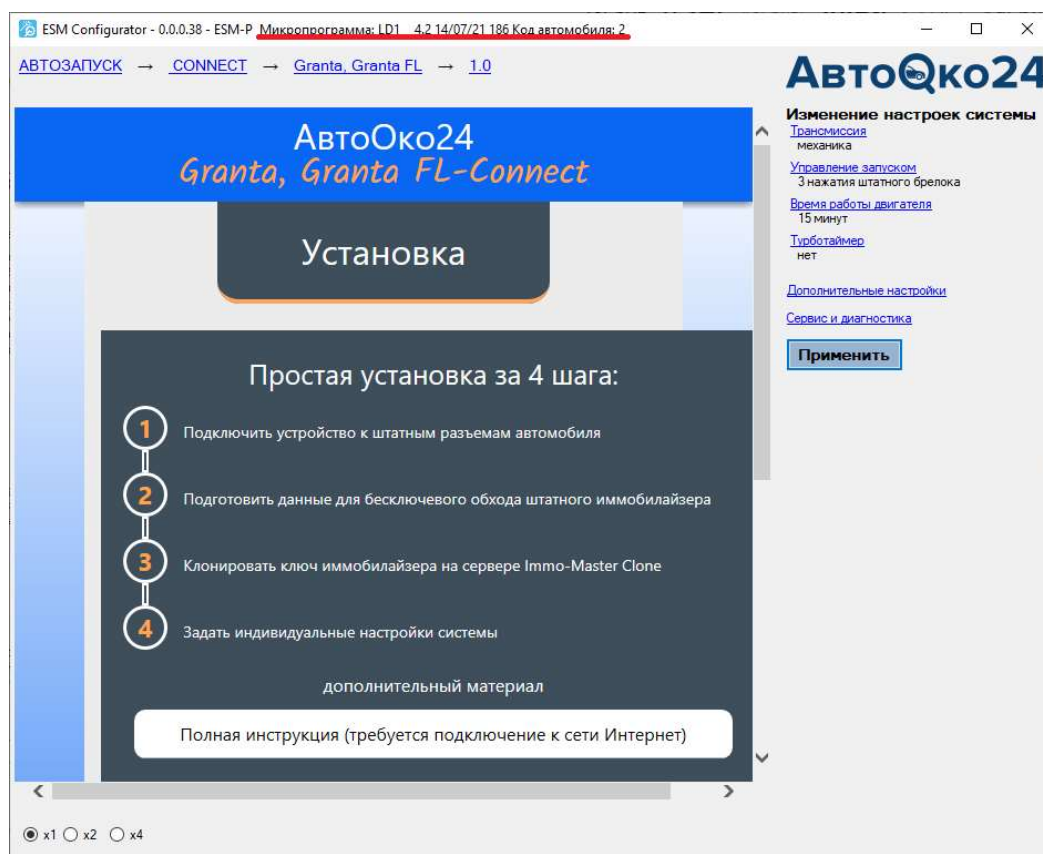 ESM Configurator - 0.0.0.38 - ESM-P Микропрограмма: LD1 4.2 14/07/21 186 Код автомобиля: 2
АВТОЗАПУСК → CONNECT → Granta, Granta FL → 1.0
АвтоОко24
Granta, Granta FL-Connect
Установка
Простая установка за 4 шага:
1 Подключить устройство к штатным разъемам автомобиля
2 Подготовить данные для бесключевого обхода штатного иммобилайзера
3 Клонировать ключ иммобилайзера на сервере Immo-Master Clone
4 Задать индивидуальные настройки системы
дополнительный материал
Полная инструкция (требуется подключение к сети Интернет)
x1 x2 x4
АвтоОко24
Изменение настроек системы
Трансмиссия
механика
Управление запуском
3 нажатия штатного брелока
Время работы двигателя
15 минут
Турботаймер
нет
Дополнительные настройки
Сервис и диагностика
Применить